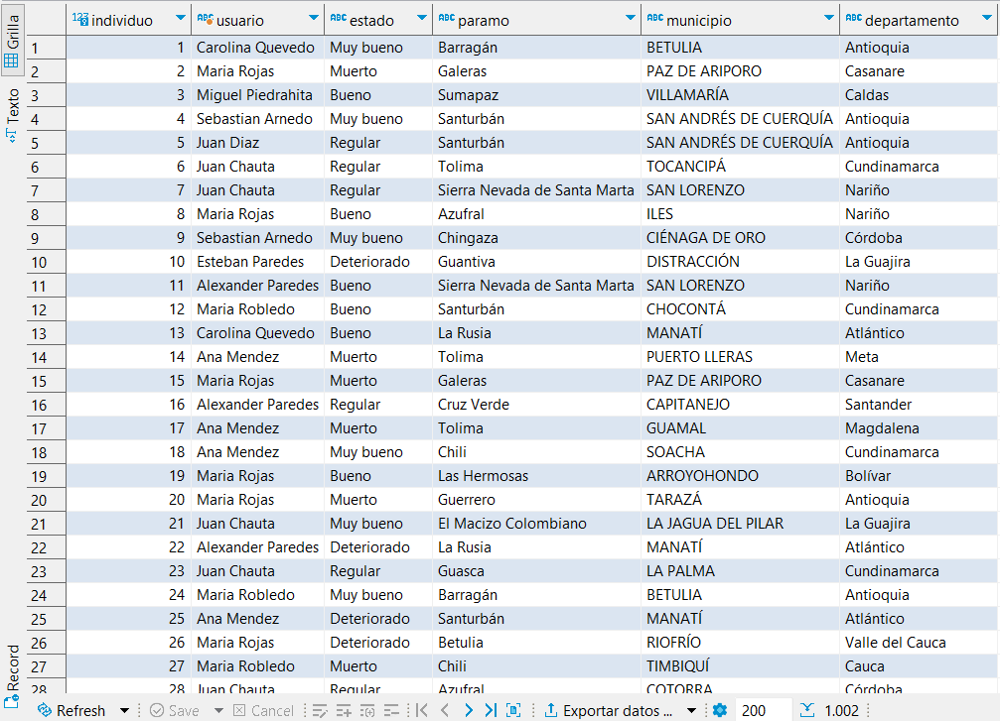 Grilla
Texto
Record
123 individuo ABC usuario ABC estado ABC paramo ABC municipio ABC departamento
1 1 Carolina Quevedo Muy bueno Barragán BETULIA Antioquia
2 2 Maria Rojas Muerto Galeras PAZ DE ARIPORO Casanare
3 3 Miguel Piedrahita Bueno Sumapaz VILLAMARÍA Caldas
4 4 Sebastian Arnedo Muy bueno Santurbán SAN ANDRÉS DE CUERQUÍA Antioquia
5 5 Juan Diaz Regular Santurbán SAN ANDRÉS DE CUERQUÍA Antioquia
6 6 Juan Chauta Regular Tolima TOCANCIPÁ Cundinamarca
7 7 Juan Chauta Regular Sierra Nevada de Santa Marta SAN LORENZO Nariño
8 8 Maria Rojas Bueno Azufral ILES Nariño
9 9 Sebastian Arnedo Muy bueno Chingaza CIÉNAGA DE ORO Córdoba
10 10 Esteban Paredes Deteriorado Guantiva DISTRACCIÓN La Guajira
11 11 Alexander Paredes Bueno Sierra Nevada de Santa Marta SAN LORENZO Nariño
12 12 Maria Robledo Bueno Santurbán CHOCONTÁ Cundinamarca
13 13 Carolina Quevedo Bueno La Rusia MANATÍ Atlántico
14 14 Ana Mendez Muerto Tolima PUERTO LLERAS Meta
15 15 Maria Rojas Muerto Galeras PAZ DE ARIPORO Casanare
16 16 Alexander Paredes Regular Cruz Verde CAPITANEJO Santander
17 17 Ana Mendez Muerto Tolima GUAMAL Magdalena
18 18 Ana Mendez Muy bueno Chili SOACHA Cundinamarca
19 19 Maria Rojas Bueno Las Hermosas ARROYOHONDO Bolívar
20 20 Maria Rojas Muerto Guerrero TARAZÁ Antioquia
21 21 Juan Chauta Muy bueno El Macizo Colombiano LA JAGUA DEL PILAR La Guajira
22 22 Alexander Paredes Deteriorado La Rusia MANATÍ Atlántico
23 23 Juan Chauta Regular Guasca LA PALMA Cundinamarca
24 24 Maria Robledo Muy bueno Barragán BETULIA Antioquia
25 25 Ana Mendez Deteriorado Santurbán MANATÍ Atlántico
26 26 Maria Rojas Deteriorado Betulia RIOFRÍO Valle del Cauca
27 27 Maria Robledo Muerto Chili TIMBIQUÍ Cauca
28 28 Juan Chauta Regular Azufral COTORRA Córdoba
Refresh Save Cancel Exportar datos ... 200 1.002